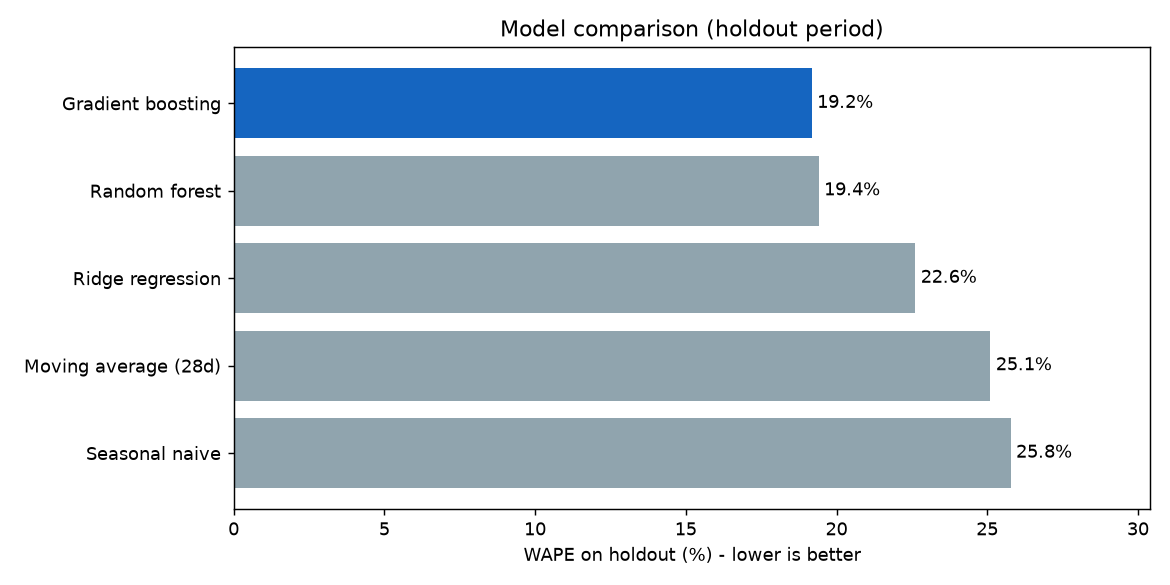 Model comparison (holdout period)
Gradient boosting 19.2%
Random forest 19.4%
Ridge regression 22.6%
Moving average (28d) 25.1%
Seasonal naive 25.8%
0 5 10 15 20 25 30
WAPE on holdout (%) - lower is better